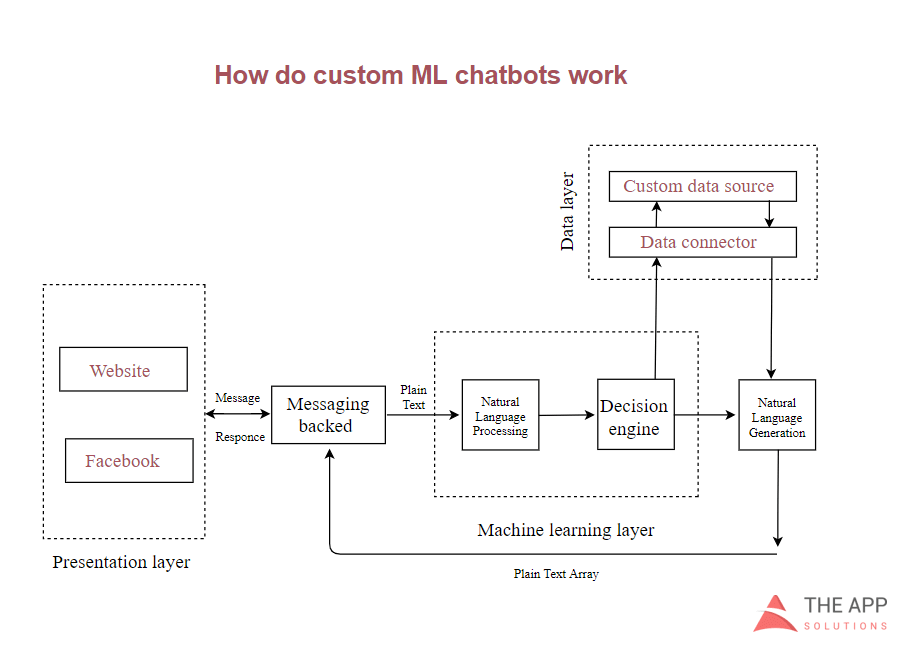 How do custom ML chatbots work
Custom data source
Data layer
Data connector
Website
Facebook
Presentation layer
Message
Responce
Messaging
backed
Plain
Text
Natural
Language
Processing
Decision
engine
Natural
Language
Generation
Machine learning layer
Plain Text Array
THE APP
SOLUTIONS